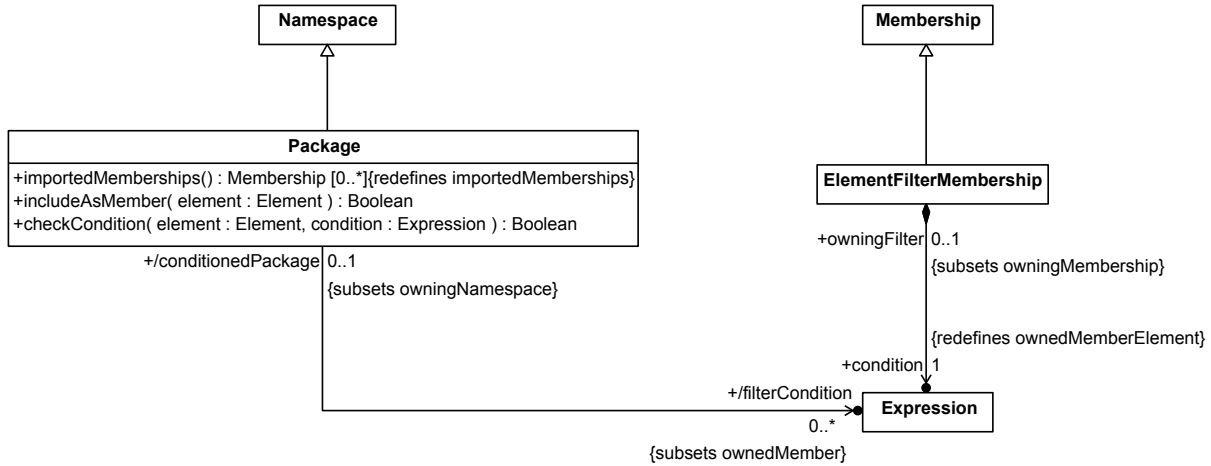 Namespace
Membership
Package
+importedMemberships() : Membership [0..*]{redefines importedMemberships}
+includeAsMember( element : Element ) : Boolean
+checkCondition( element : Element, condition : Expression ) : Boolean
ElementFilterMembership
+/conditionedPackage 0..1
{subsets owningNamespace}
+owningFilter 0..1
{subsets owningMembership}
{redefines ownedMemberElement}
+condition 1
+/filterCondition
Expression
0..*
{subsets ownedMember}